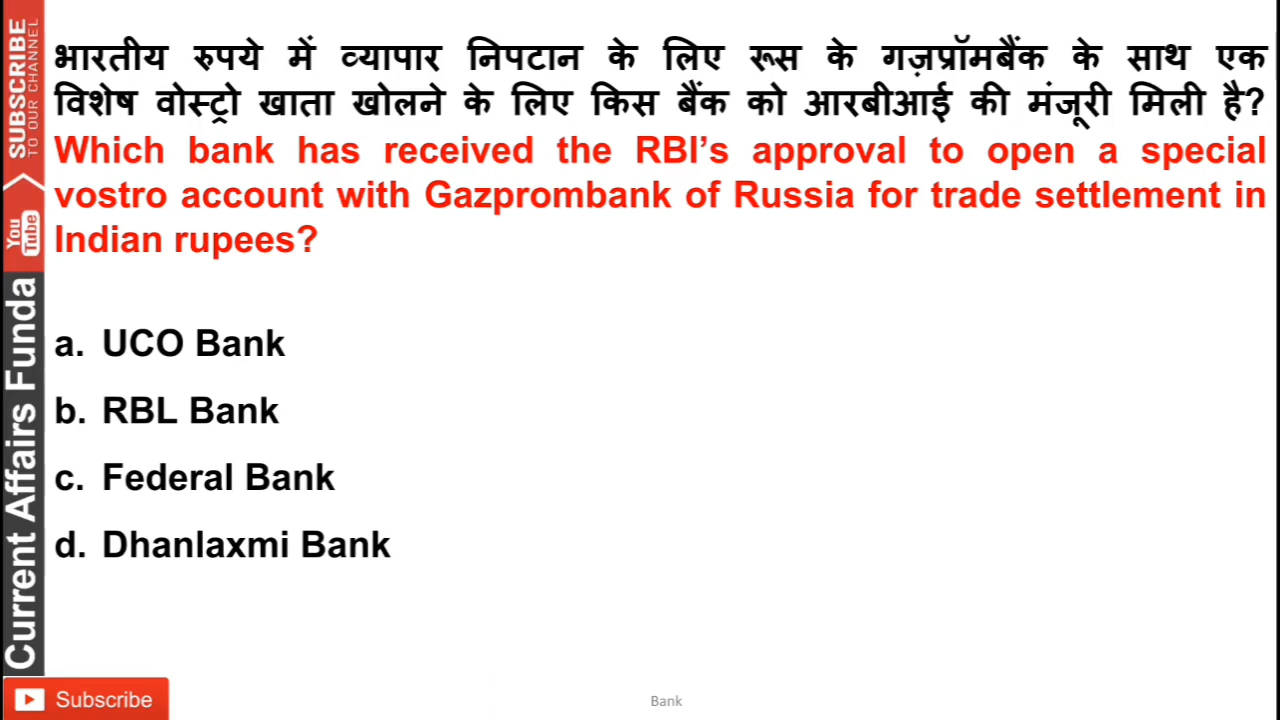 भारतीय रुपये में व्यापार निपटान के लिए रूस के गज़प्रॉमबैंक के साथ एक
विशेष वोस्ट्रो खाता खोलने के लिए किस बैंक को आरबीआई की मंजूरी मिली है?
Which bank has received the RBI’s approval to open a special
vostro account with Gazprombank of Russia for trade settlement in
Indian rupees?
a. UCO Bank
b. RBL Bank
c. Federal Bank
d. Dhanlaxmi Bank
SUBSCRIBE
TO OUR CHANNEL
You
Tube
Current Affairs Funda
Subscribe
Bank